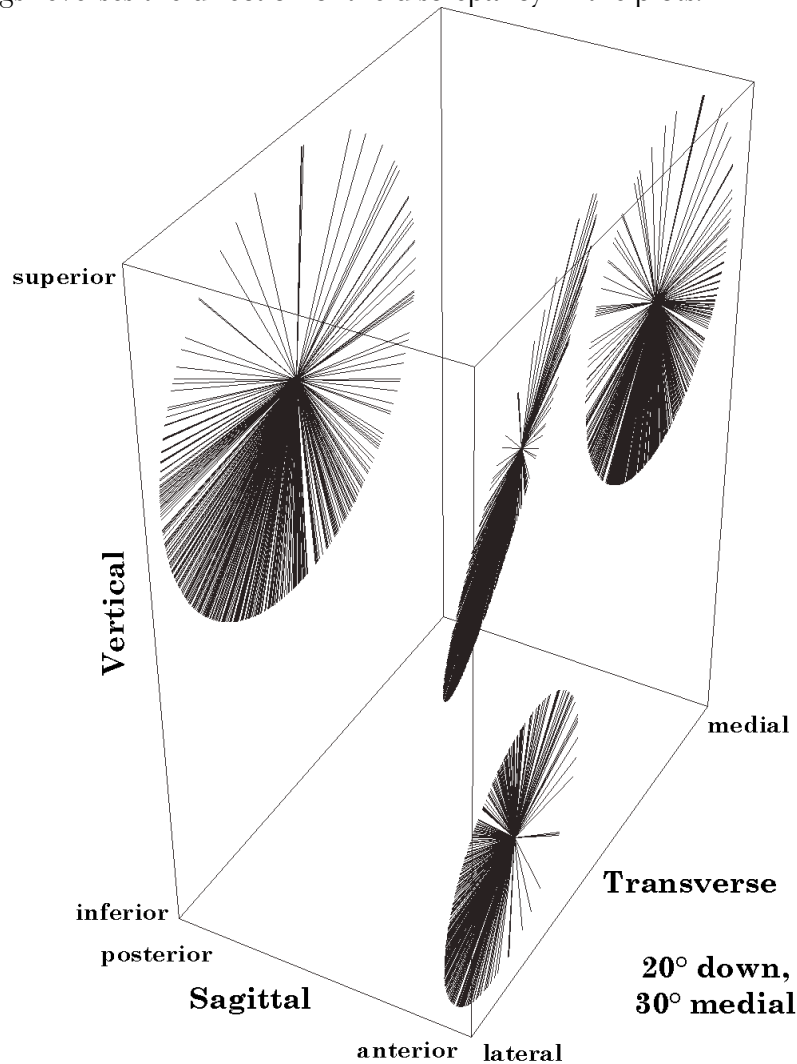 superior
Vertical
medial
Transverse
inferior
posterior
20° down,
30° medial
Sagittal
anterior lateral